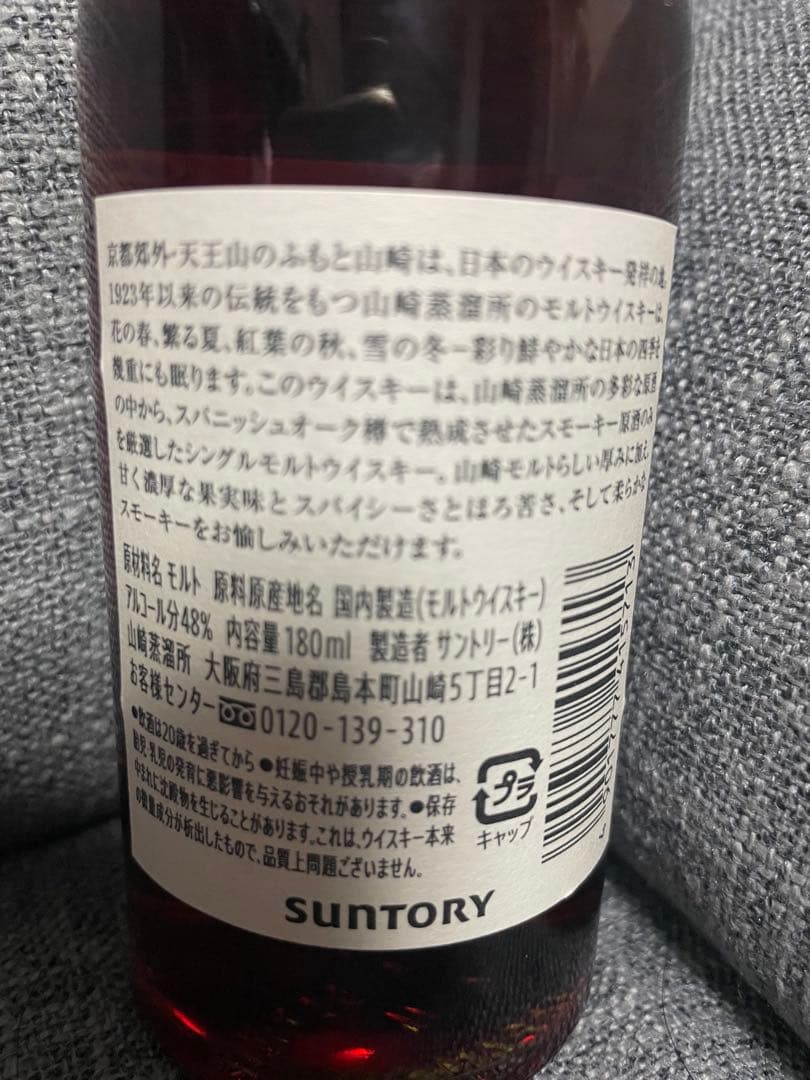 京都郊外・天王山のふもと山崎は、日本のウイスキー発祥の地。
1923年以来の伝統をもつ山崎蒸溜所のモルトウイスキーは、
花の春、繁る夏、紅葉の秋、雪の冬―彩り鮮やかな日本の四季を
幾重にも眠ります。このウイスキーは、山崎蒸溜所の多彩な原酒
の中から、スパニッシュオーク樽で熟成させたスモーキー原酒のみ
を厳選したシングルモルトウイスキー。山崎モルトらしい厚みに加え、
甘く濃厚な果実味とスパイシーさとほろ苦さ、そして柔らかな
スモーキーをお愉しみいただけます。
原材料名 モルト 原料原産地名 国内製造(モルトウイスキー)
アルコール分48% 内容量180ml 製造者 サントリー(株)
山崎蒸溜所 大阪府三島郡島本町山崎5丁目2-1
お客様センター 0120-139-310
●飲酒は20歳を過ぎてから ●妊娠中や授乳期の飲酒は、
胎児・乳児の発育に悪影響を与えるおそれがあります。●保存
中まれに沈殿物を生じることがあります。これは、ウイスキー本来
の微量成分が析出したもので、品質上問題ございません。
プラ
キャップ
SUNTORY